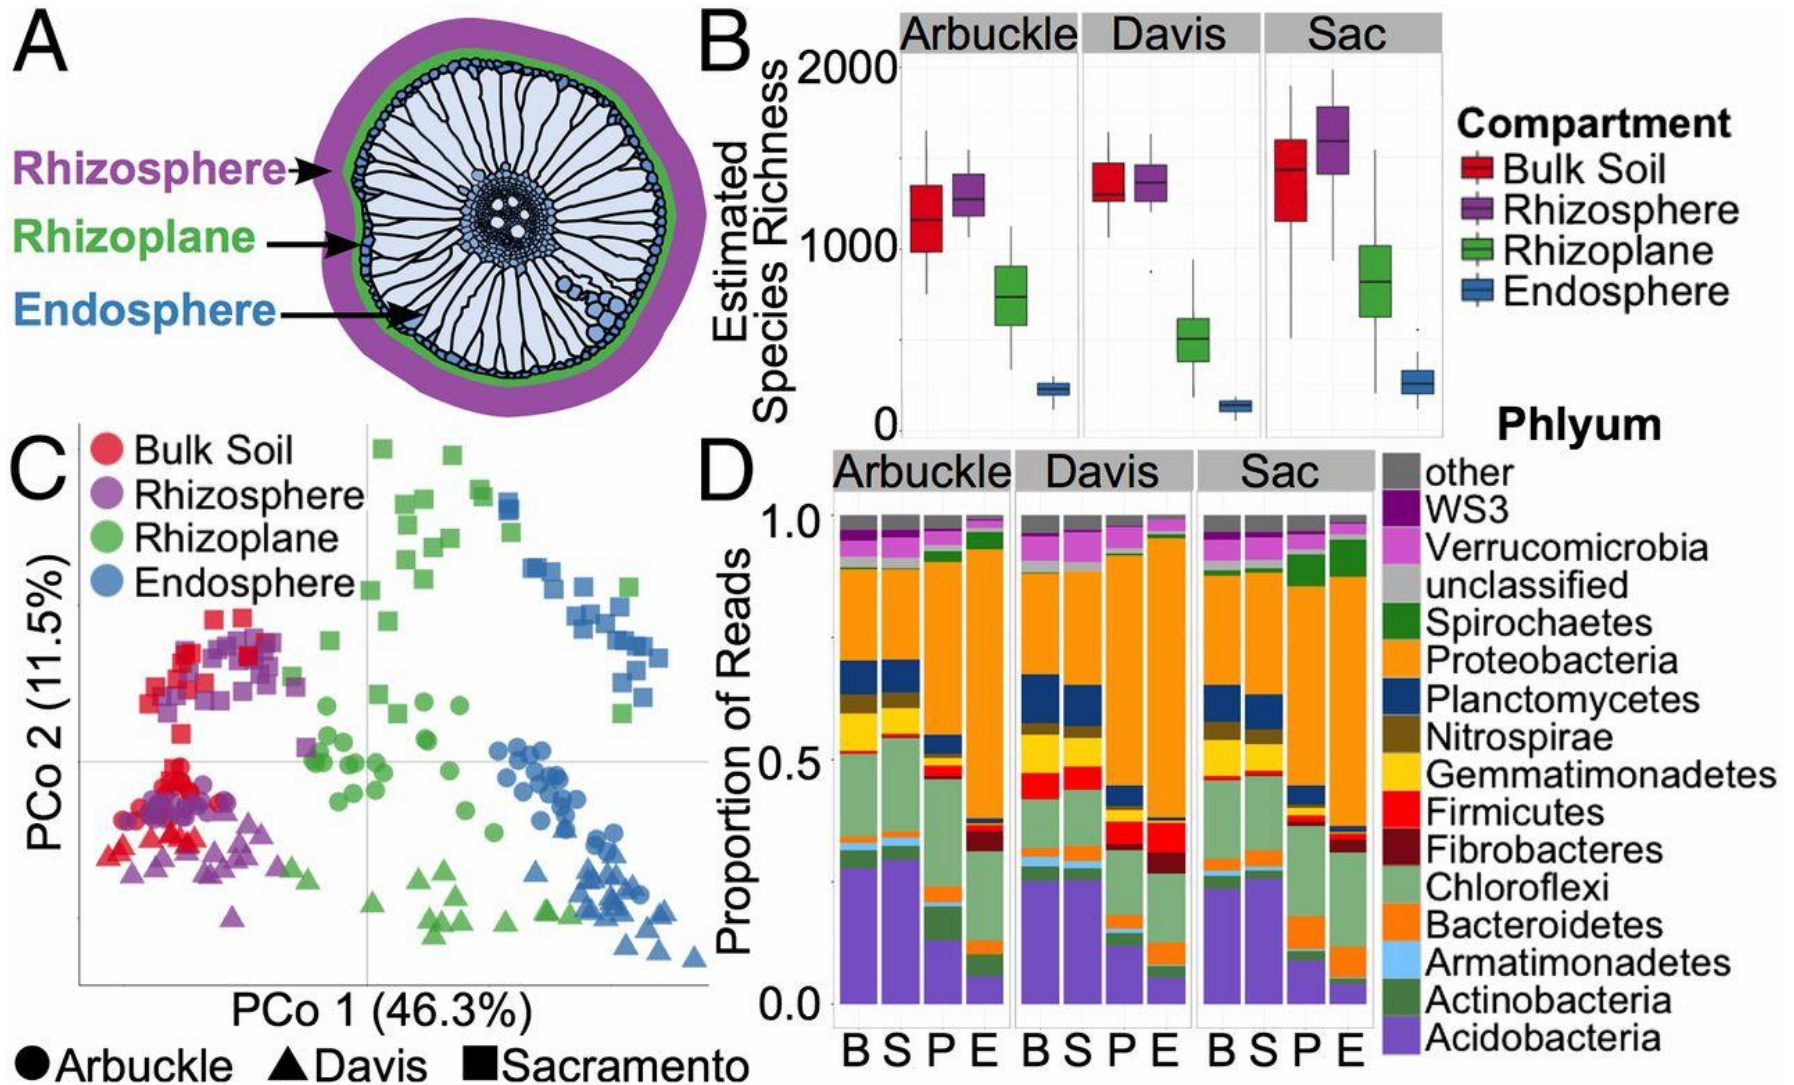 A
Rhizosphere
Rhizoplane
Endosphere
B
Arbuckle Davis Sac
Estimated
Species Richness
2000
1000
0
Compartment
Bulk Soil
Rhizosphere
Rhizoplane
Endosphere
C
Bulk Soil
Rhizosphere
Rhizoplane
Endosphere
PCo 2 (11.5%)
PCo 1 (46.3%)
Arbuckle Davis Sacramento
D
Arbuckle Davis Sac
Proportion of Reads
1.0
0.5
0.0
B S P E B S P E B S P E
Phlyum
other
WS3
Verrucomicrobia
unclassified
Spirochaetes
Proteobacteria
Planctomycetes
Nitrospirae
Gemmatimonadetes
Firmicutes
Fibrobacteres
Chloroflexi
Bacteroidetes
Armatimonadetes
Actinobacteria
Acidobacteria